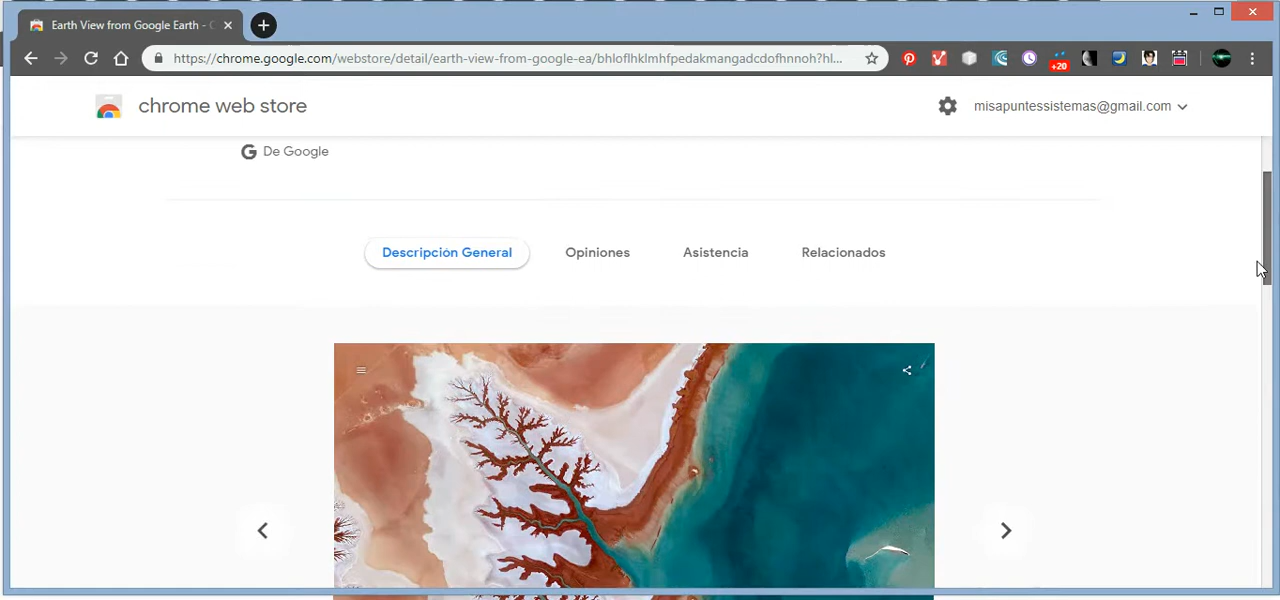 Earth View from Google Earth -
https://chrome.google.com/webstore/detail/earth-view-from-google-ea/bhloflhklmhfpedakmangadcdofhnnoh?hl...
+20
chrome web store
misapuntessistemas@gmail.com
De Google
Descripción General
Opiniones
Asistencia
Relacionados